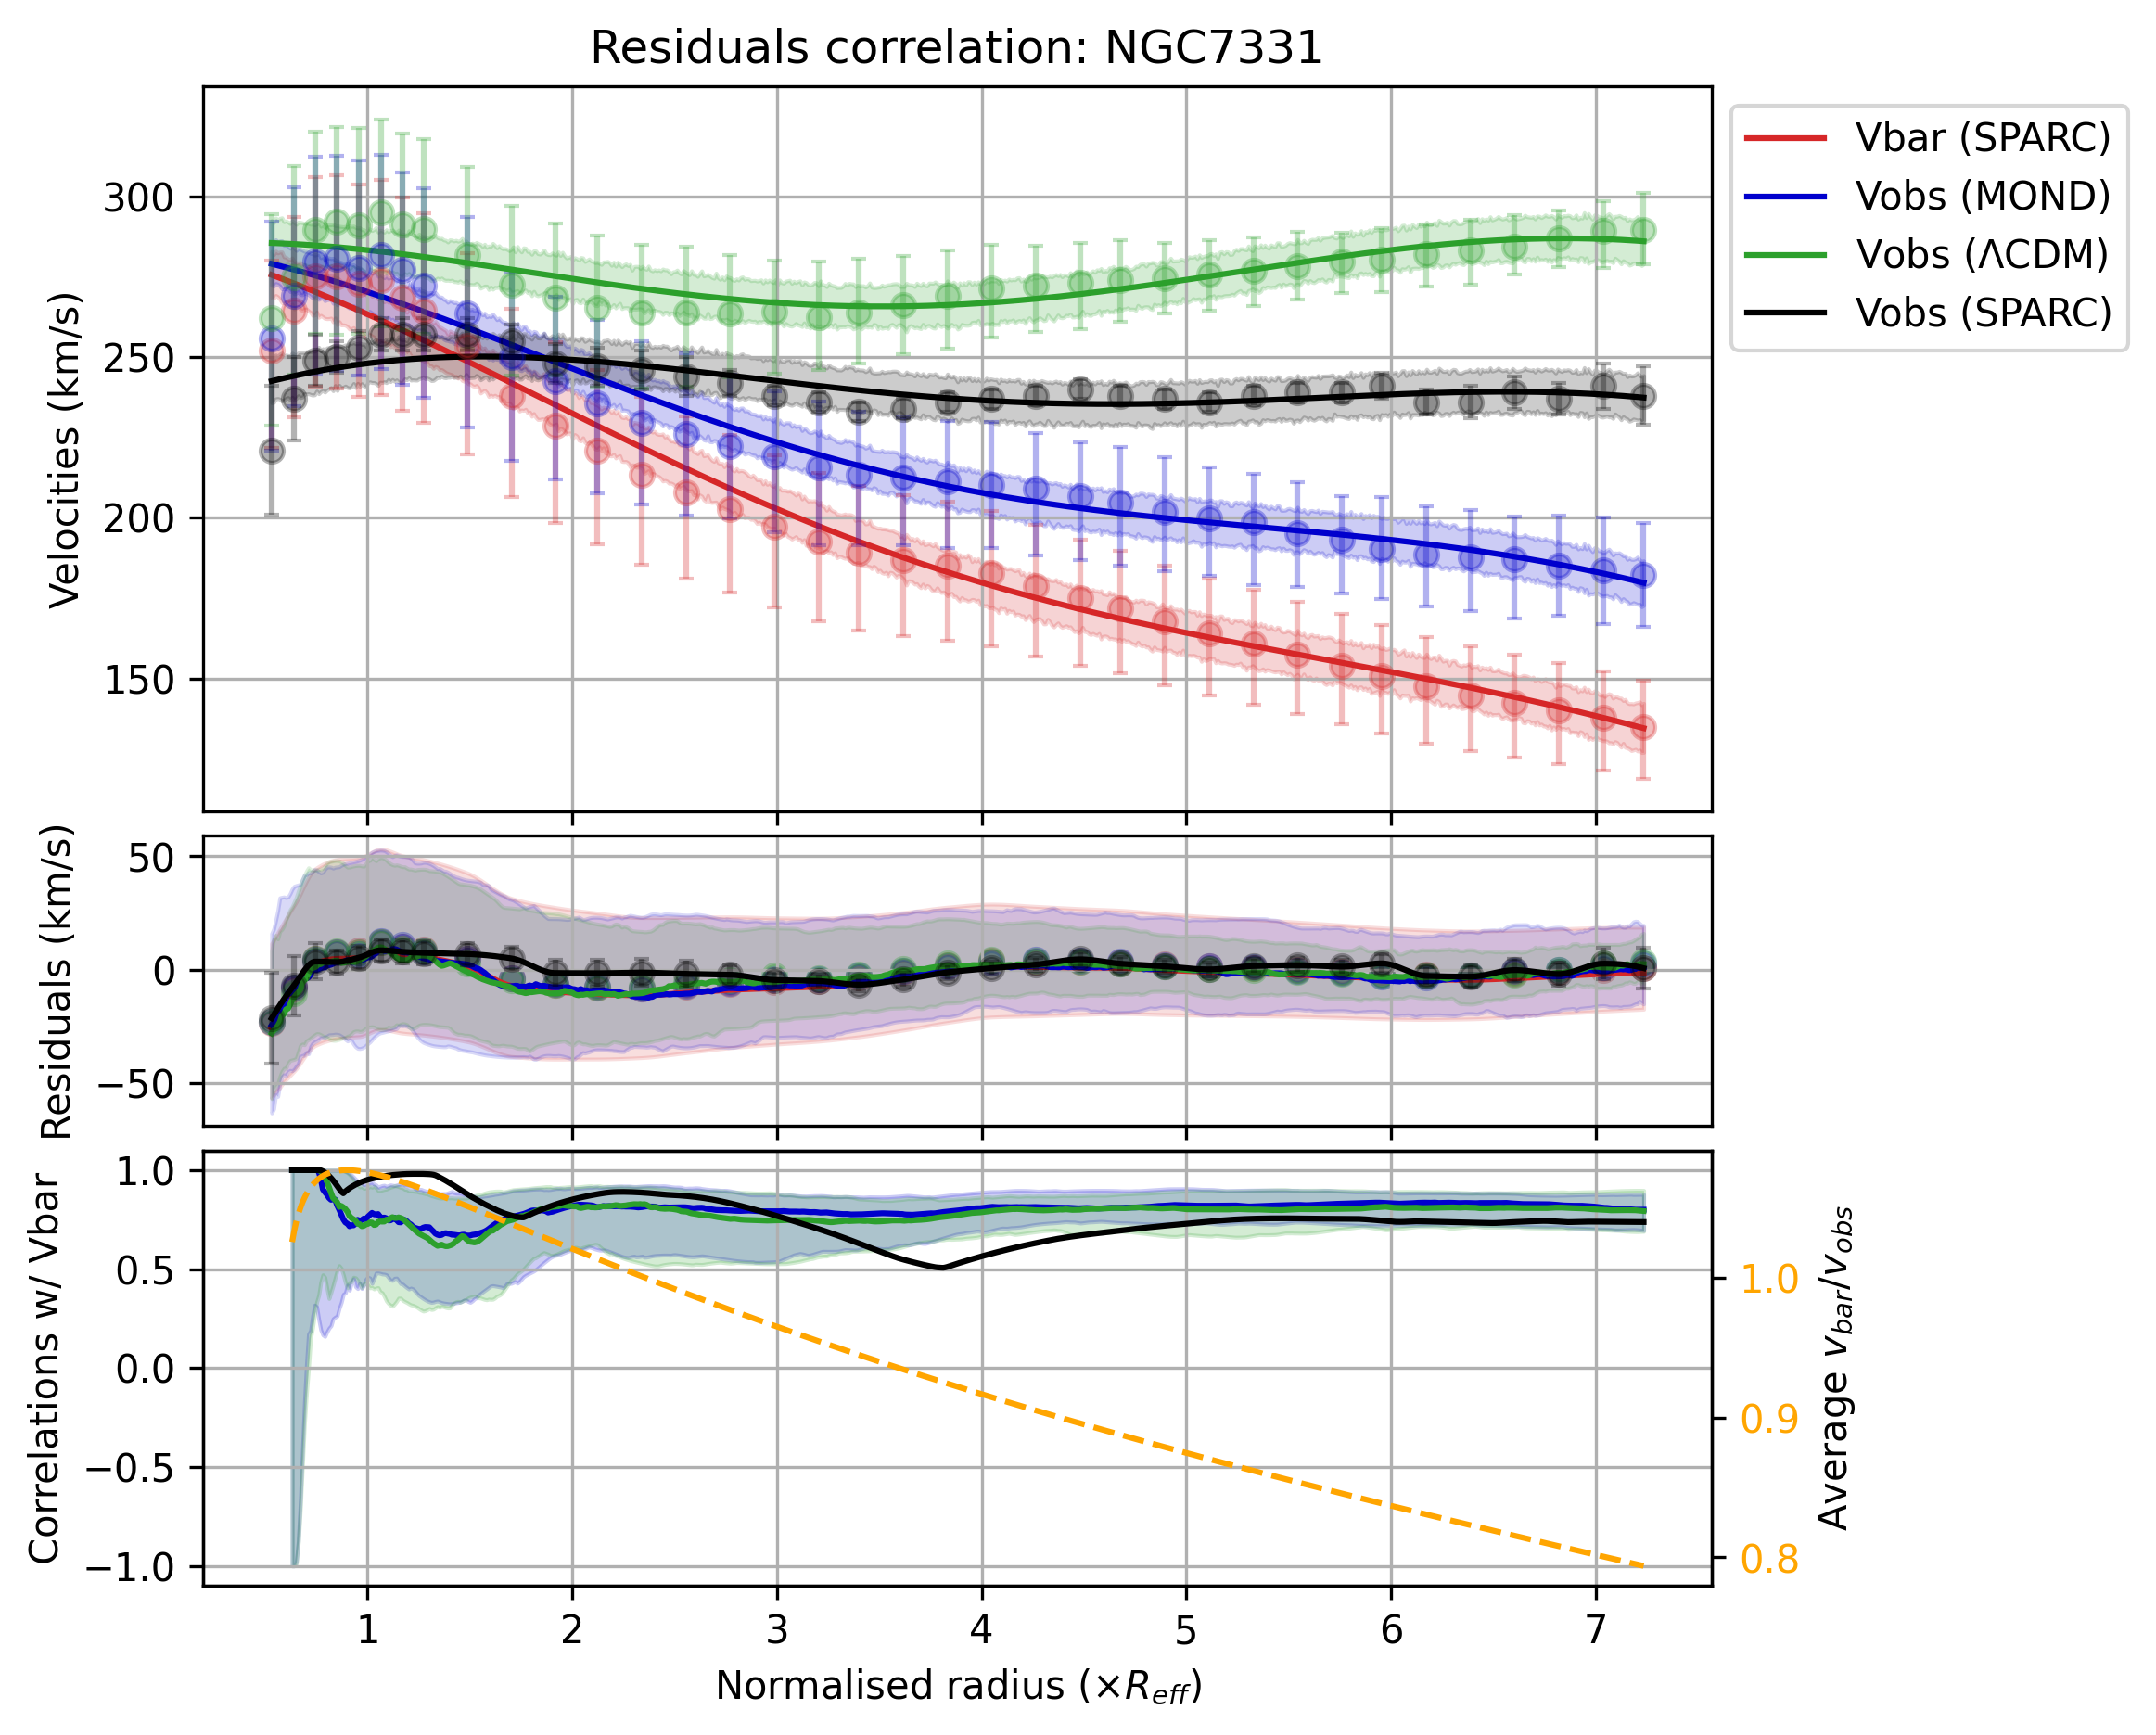 Residuals correlation: NGC7331
Vbar (SPARC)
Vobs (MOND)
Vobs (ΛCDM)
Vobs (SPARC)
Velocities (km/s)
300
250
200
150
Residuals (km/s)
50
0
−50
Correlations w/ Vbar
1.0
0.5
0.0
−0.5
−1.0
1.0
0.9
0.8
Average v_bar/v_obs
1 2 3 4 5 6 7
Normalised radius (×R_eff)